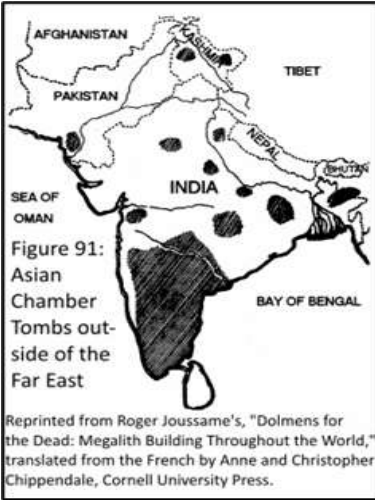 AFGHANISTAN
KASHMIR
TIBET
PAKISTAN
NEPAL
BHUTAN
INDIA
SEA OF
OMAN
BAY OF BENGAL
Figure 91:
Asian
Chamber
Tombs out-
side of the
Far East
Reprinted from Roger Joussame's, "Dolmens for
the Dead: Megalith Building Throughout the World,"
translated from the French by Anne and Christopher
Chippendale, Cornell University Press.